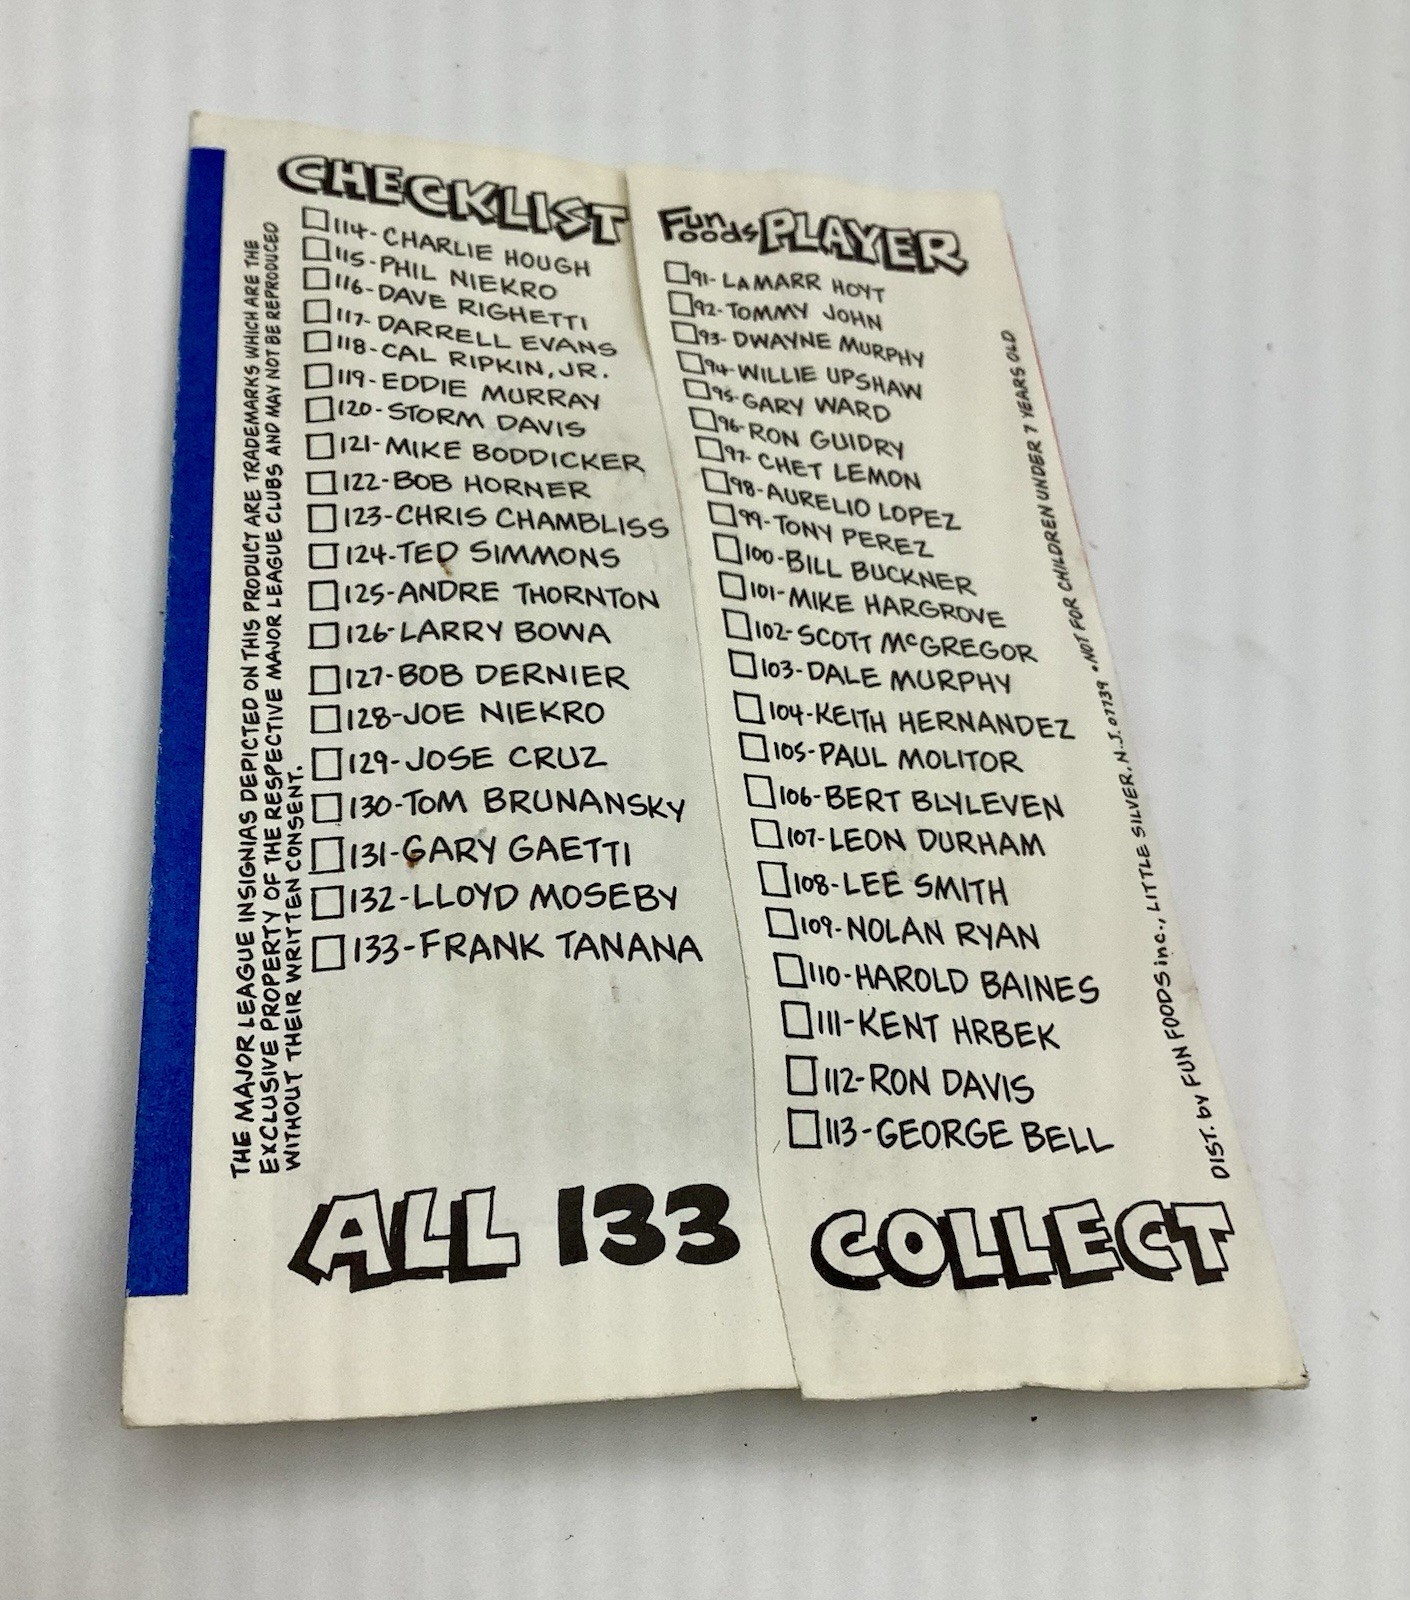 CHECKLIST
114-CHARLIE HOUGH
115-PHIL NIEKRO
116-DAVE RIGHETTI
117-DARRELL EVANS
118-CAL RIPKIN, JR.
119-EDDIE MURRAY
120-STORM DAVIS
121-MIKE BODDICKER
122-BOB HORNER
123-CHRIS CHAMBLISS
124-TED SIMMONS
125-ANDRE THORNTON
126-LARRY BOWA
127-BOB DERNIER
128-JOE NIEKRO
129-JOSE CRUZ
130-TOM BRUNANSKY
131-GARY GAETTI
132-LLOYD MOSEBY
133-FRANK TANANA
ALL 133
THE MAJOR LEAGUE INSIGNIAS DEPICTED ON THIS PRODUCT ARE TRADEMARKS WHICH ARE THE
EXCLUSIVE PROPERTY OF THE RESPECTIVE MAJOR LEAGUE CLUBS AND MAY NOT BE REPRODUCED
WITHOUT THEIR WRITTEN CONSENT.
Fun Foods PLAYER
91-LAMARR HOYT
92-TOMMY JOHN
93-DWAYNE MURPHY
94-WILLIE UPSHAW
95-GARY WARD
96-RON GUIDRY
97-CHET LEMON
98-AURELIO LOPEZ
99-TONY PEREZ
100-BILL BUCKNER
101-MIKE HARGROVE
102-SCOTT McGREGOR
103-DALE MURPHY
104-KEITH HERNANDEZ
105-PAUL MOLITOR
106-BERT BLYLEVEN
107-LEON DURHAM
108-LEE SMITH
109-NOLAN RYAN
110-HAROLD BAINES
111-KENT HRBEK
112-RON DAVIS
113-GEORGE BELL
COLLECT
DIST. by FUN FOODS inc., LITTLE SILVER, N.J. 07739 •NOT FOR CHILDREN UNDER 7 YEARS OLD